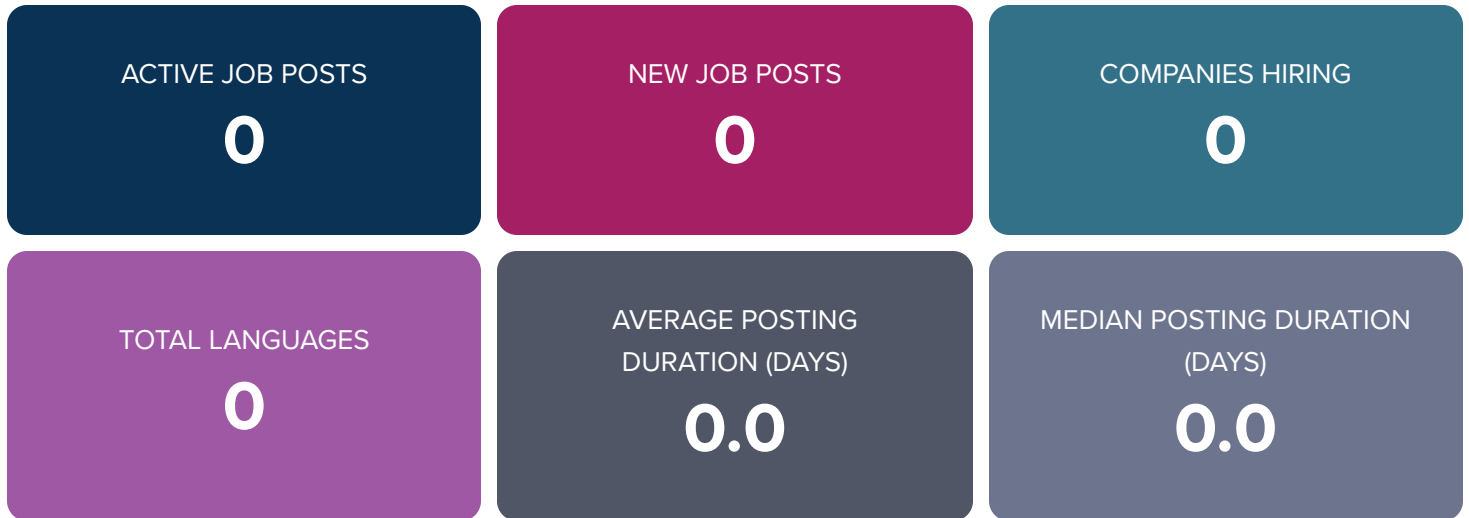 ACTIVE JOB POSTS
0
NEW JOB POSTS
0
COMPANIES HIRING
0
TOTAL LANGUAGES
0
AVERAGE POSTING
DURATION (DAYS)
0.0
MEDIAN POSTING DURATION
(DAYS)
0.0